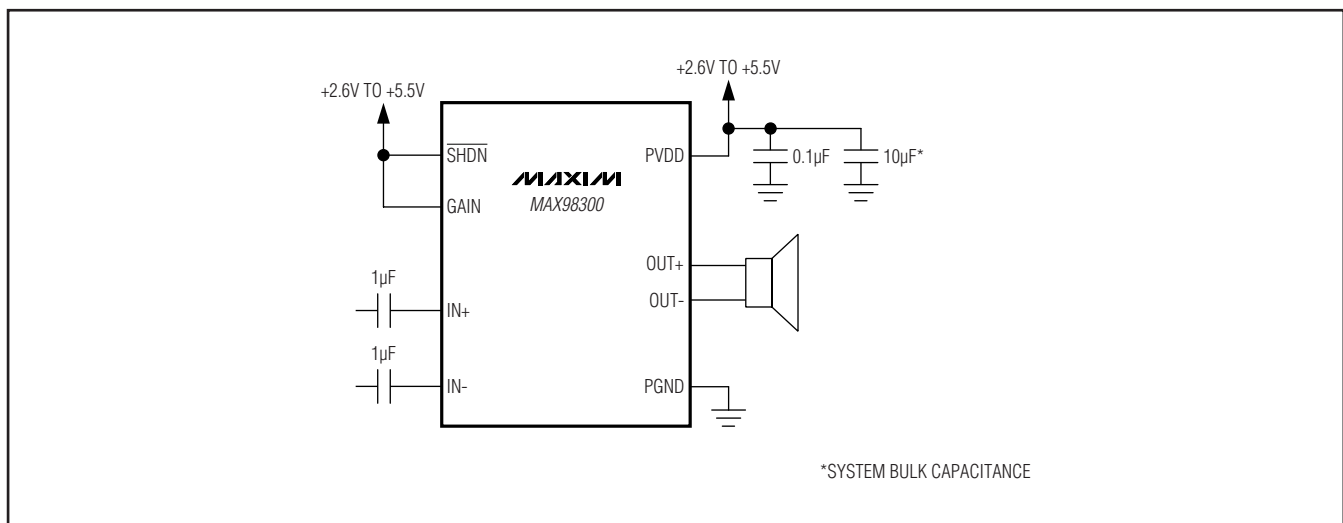 +2.6V TO +5.5V
+2.6V TO +5.5V
SHDN
PVDD
0.1µF
10µF*
MAXIM
MAX98300
GAIN
OUT+
OUT-
1µF
IN+
1µF
IN-
PGND
*SYSTEM BULK CAPACITANCE